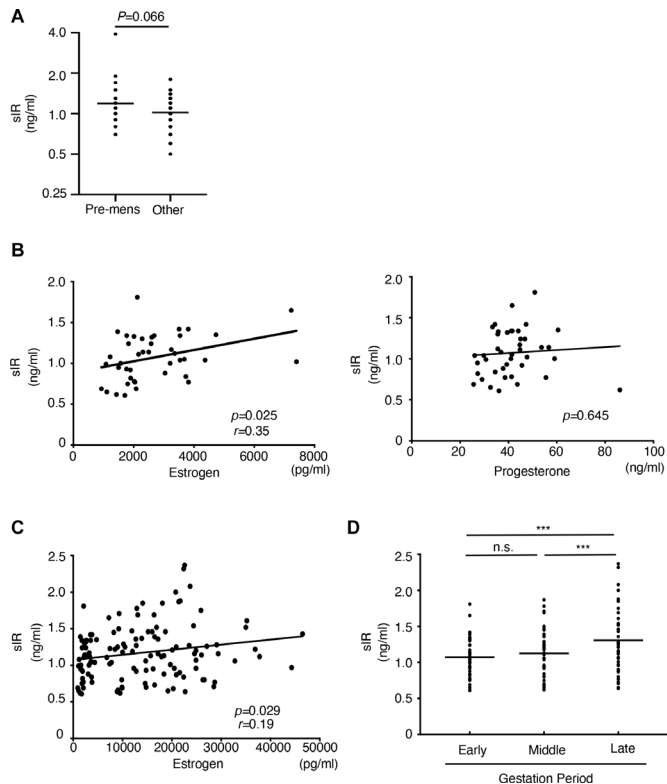 A
P=0.066
4.0
2.0
1.0
0.5
0.25
sIR
(ng/ml)
Pre-mens Other
B
2.0
1.5
1.0
0.5
0
sIR
(ng/ml)
p=0.025
r=0.35
0 2000 4000 6000 8000
Estrogen (pg/ml)
2.0
1.5
1.0
0.5
0
sIR
(ng/ml)
p=0.645
0 20 40 60 80 100
Progesterone (ng/ml)
C
2.5
2.0
1.5
1.0
0.5
0
sIR
(ng/ml)
p=0.029
r=0.19
0 10000 20000 30000 40000 50000
Estrogen (pg/ml)
D
***
n.s. ***
2.5
2.0
1.5
1.0
0.5
0
sIR
(ng/ml)
Early Middle Late
Gestation Period